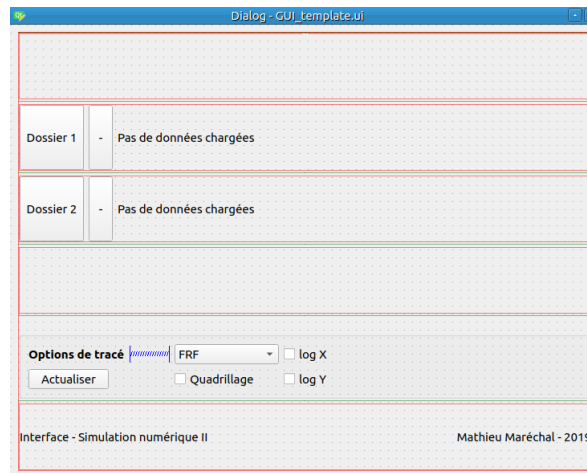 Dialog - GUI_template.ui
Dossier 1 - Pas de données chargées
Dossier 2 - Pas de données chargées
Options de tracé FRF log X
Actualiser Quadrillage log Y
Interface - Simulation numérique II Mathieu Maréchal - 2019